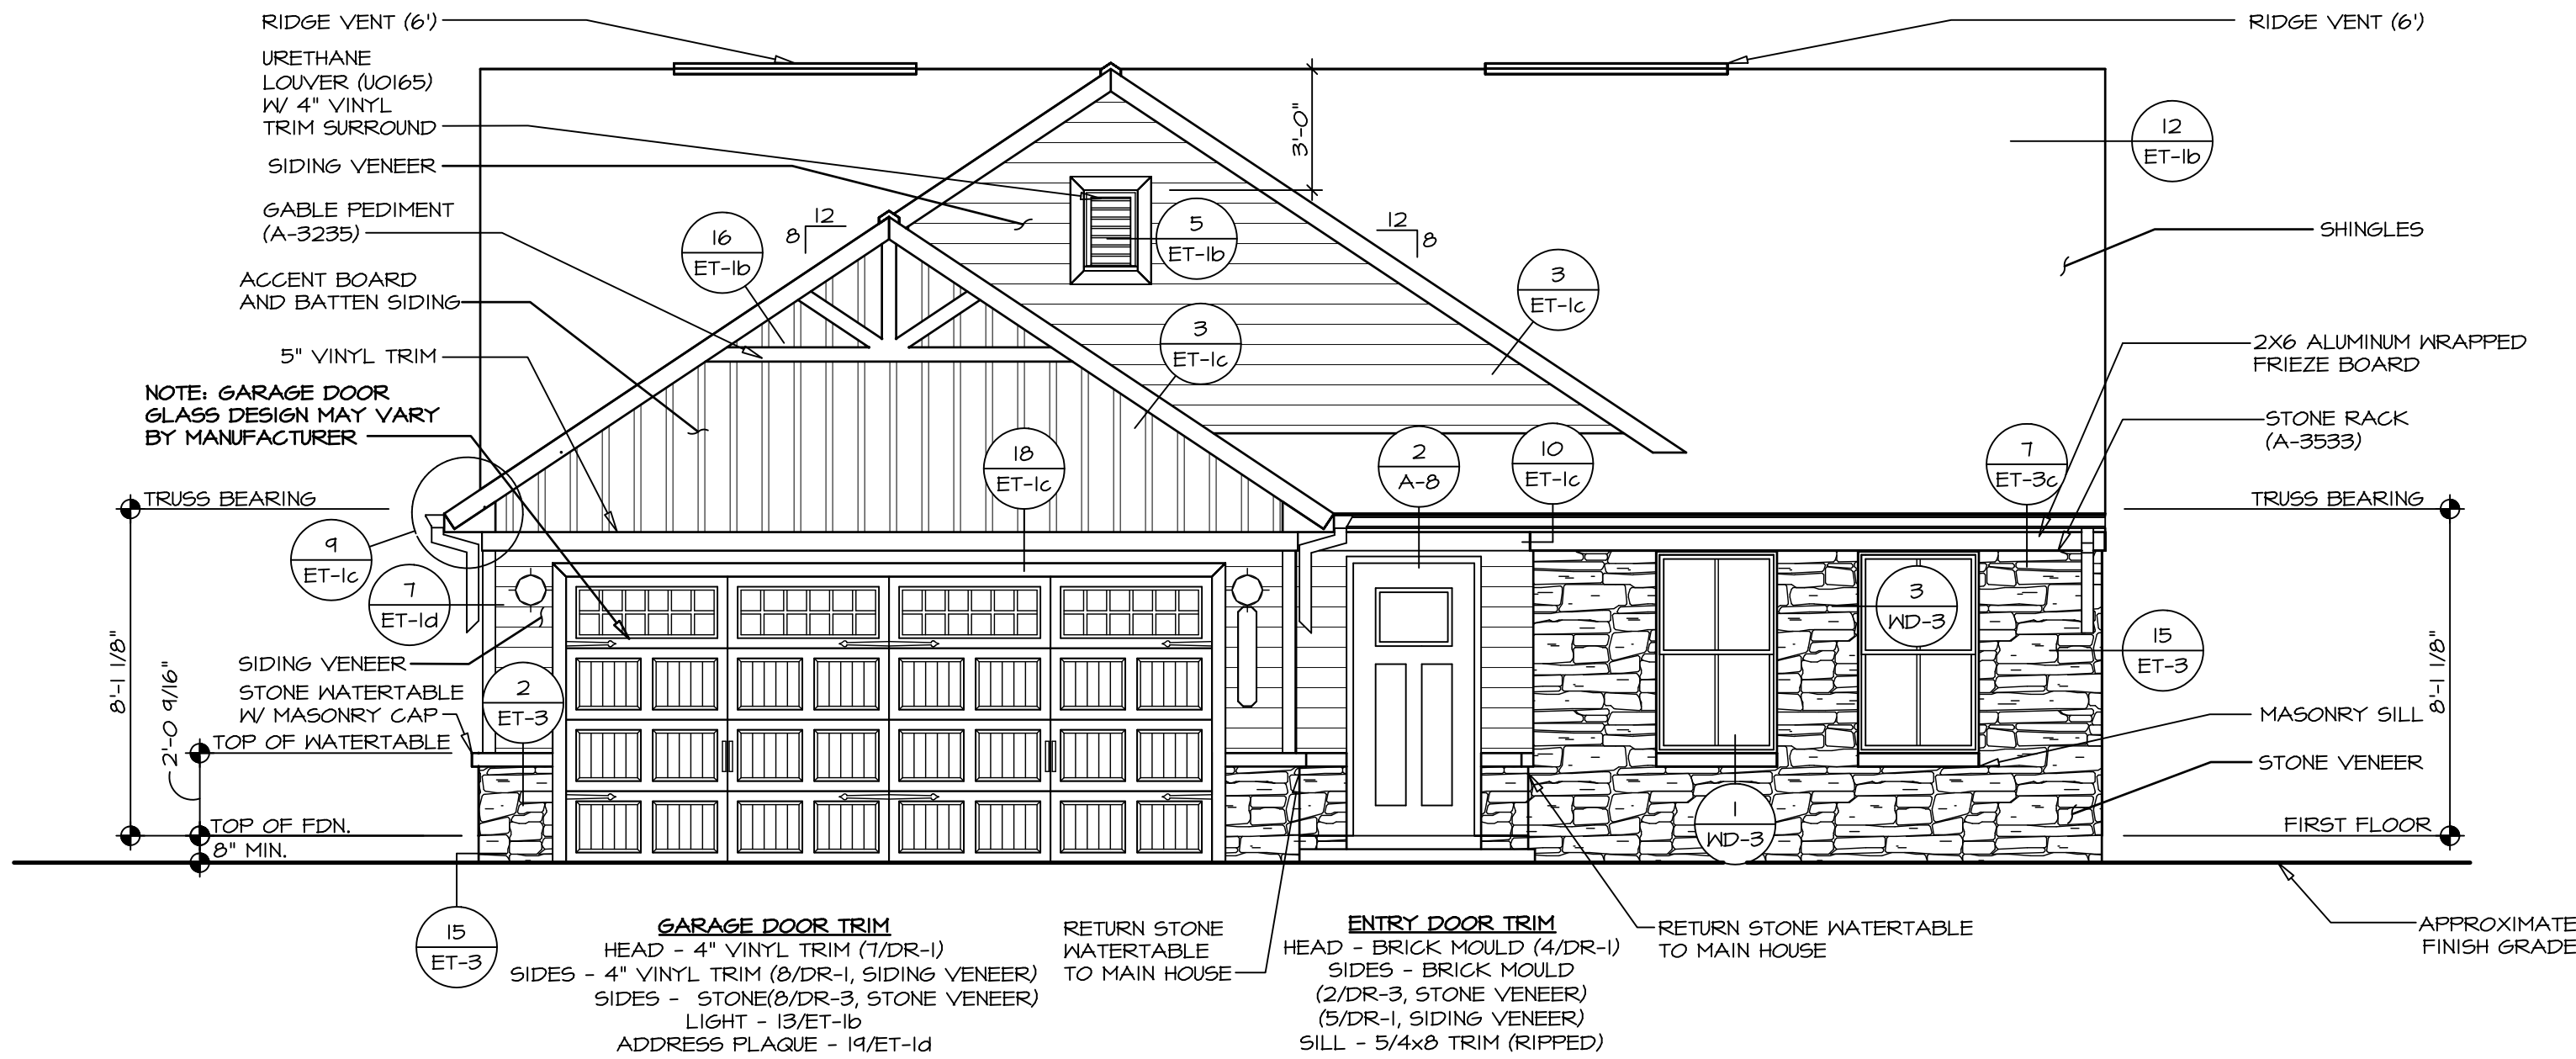 RIDGE VENT (6')
RIDGE VENT (6')
URETHANE
LOUVER (UO165)
W/ 4" VINYL
TRIM SURROUND
SIDING VENEER
GABLE PEDIMENT
(A-3235)
ACCENT BOARD
AND BATTEN SIDING
5" VINYL TRIM
NOTE: GARAGE DOOR
GLASS DESIGN MAY VARY
BY MANUFACTURER
TRUSS BEARING
9
ET-1c
7
ET-1d
8'-1 1/8"
2'-0 9/16"
SIDING VENEER
STONE WATERTABLE
W/ MASONRY CAP
TOP OF WATERTABLE
TOP OF FDN.
8" MIN.
2
ET-3
15
ET-3
16
ET-1b
12
8
5
ET-1b
3'-0"
12
8
3
ET-1c
3
ET-1c
18
ET-1c
2
A-8
10
ET-1c
12
ET-1b
SHINGLES
2X6 ALUMINUM WRAPPED
FRIEZE BOARD
STONE RACK
(A-3533)
7
ET-3c
TRUSS BEARING
3
WD-3
15
ET-3
8'-1 1/8"
MASONRY SILL
STONE VENEER
1
WD-3
FIRST FLOOR
APPROXIMATE
FINISH GRADE
GARAGE DOOR TRIM
HEAD - 4" VINYL TRIM (7/DR-1)
SIDES - 4" VINYL TRIM (8/DR-1, SIDING VENEER)
SIDES - STONE(8/DR-3, STONE VENEER)
LIGHT - 13/ET-1b
ADDRESS PLAQUE - 19/ET-1d
RETURN STONE
WATERTABLE
TO MAIN HOUSE
ENTRY DOOR TRIM
HEAD - BRICK MOULD (4/DR-1)
SIDES - BRICK MOULD
(2/DR-3, STONE VENEER)
(5/DR-1, SIDING VENEER)
SILL - 5/4x8 TRIM (RIPPED)
RETURN STONE WATERTABLE
TO MAIN HOUSE